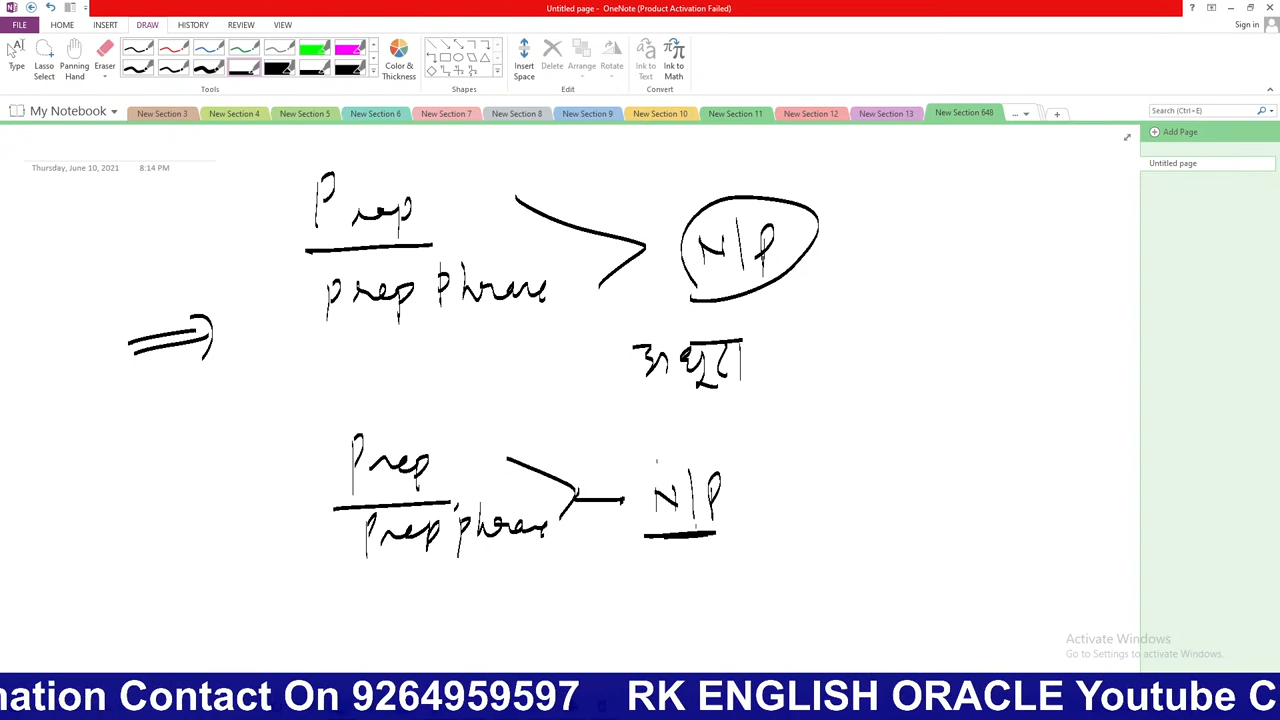 Untitled page - OneNote (Product Activation Failed)
FILE HOME INSERT DRAW HISTORY REVIEW VIEW
Sign in
Type
Lasso Select
Panning Hand
Eraser
Color & Thickness
Insert Space
Delete
Arrange
Rotate
Ink to Text
Ink to Math
Tools
Shapes
Edit
Convert
My Notebook New Section 3 New Section 4 New Section 5 New Section 6 New Section 7 New Section 8 New Section 9 New Section 10 New Section 11 New Section 12 New Section 13 New Section 648 ...
Search (Ctrl+E)
Add Page
Untitled page
Thursday, June 10, 2021 8:14 PM
Prep
N|P
prep Phrase
अधूरा
Prep
N|P
Prep phrase
Activate Windows
Go to Settings to activate Windows.
mation Contact On 9264959597 RK ENGLISH ORACLE Youtube C